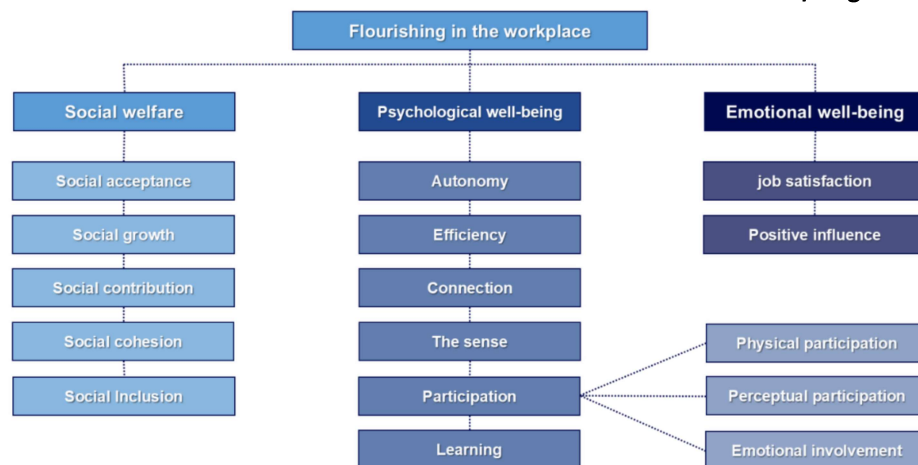 Flourishing in the workplace
Social welfare
Social acceptance
Social growth
Social contribution
Social cohesion
Social Inclusion
Psychological well-being
Autonomy
Efficiency
Connection
The sense
Participation
Learning
Emotional well-being
job satisfaction
Positive influence
Physical participation
Perceptual participation
Emotional involvement